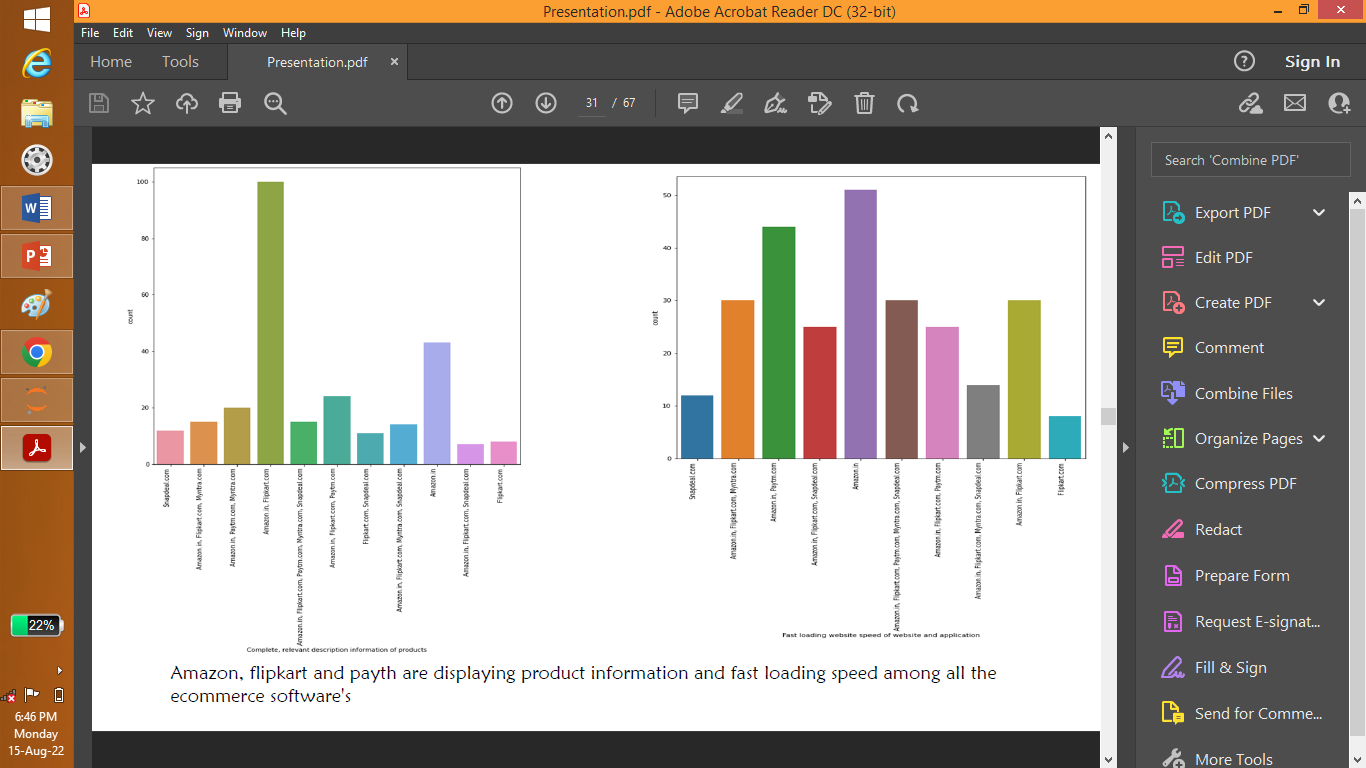 Presentation.pdf - Adobe Acrobat Reader DC (32-bit)
File Edit View Sign Window Help
Home Tools Presentation.pdf × Sign In
31 / 67
Search 'Combine PDF'
Export PDF
Edit PDF
Create PDF
Comment
Combine Files
Organize Pages
Compress PDF
Redact
Prepare Form
Request E-signat...
Fill & Sign
Send for Comme...
More Tools
100
80
60
40
20
0
count
Snapdeal.com
Amazon.in, Flipkart.com, Myntra.com
Amazon.in, Paytm.com, Myntra.com
Amazon.in, Flipkart.com
Amazon.in, Flipkart.com, Paytm.com, Myntra.com, Snapdeal.com
Amazon.in, Flipkart.com, Paytm.com
Flipkart.com, Snapdeal.com
Amazon.in, Flipkart.com, Myntra.com, Snapdeal.com
Amazon.in
Amazon.in, Flipkart.com, Snapdeal.com
Flipkart.com
Complete, relevant description information of products
50
40
30
20
10
0
count
Snapdeal.com
Amazon.in, Flipkart.com, Myntra.com
Amazon.in, Paytm.com
Amazon.in, Flipkart.com, Snapdeal.com
Amazon.in
Amazon.in, Flipkart.com, Paytm.com, Myntra.com, Snapdeal.com
Amazon.in, Flipkart.com, Paytm.com
Amazon.in, Flipkart.com, Myntra.com, Snapdeal.com
Amazon.in, Flipkart.com
Flipkart.com
Fast loading website speed of website and application
Amazon, flipkart and payth are displaying product information and fast loading speed among all the
ecommerce software's
22%
6:46 PM
Monday
15-Aug-22